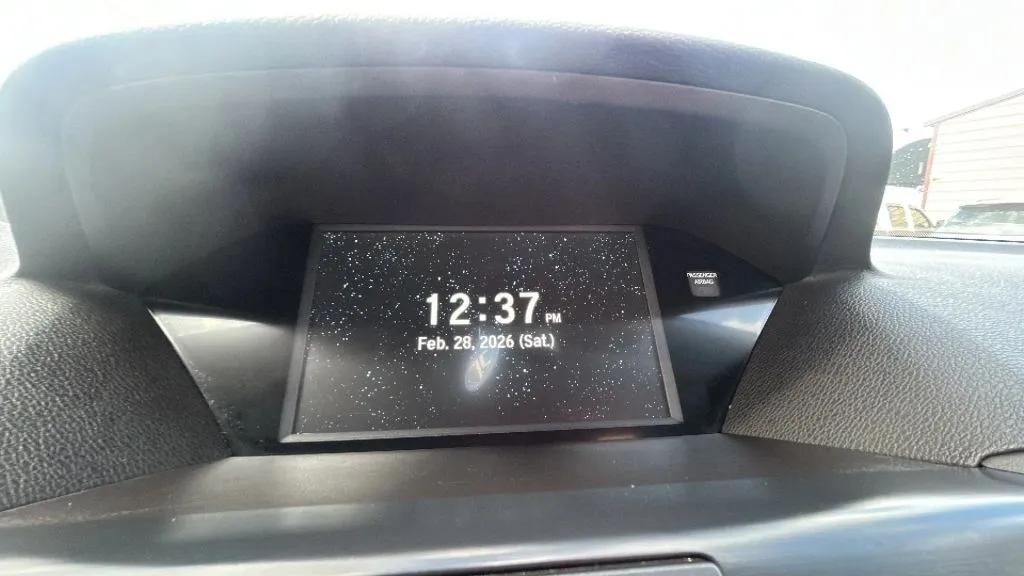 12:37 PM
Feb. 28, 2026 (Sat.)
PASSENGER
AIRBAG